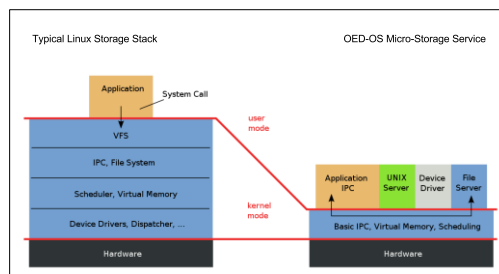 Typical Linux Storage Stack
OED-OS Micro-Storage Service
Application
System Call
VFS
IPC, File System
Scheduler, Virtual Memory
Device Drivers, Dispatcher, ...
Hardware
user
mode
kernel
mode
Application
IPC
UNIX
Server
Device
Driver
File
Server
Basic IPC, Virtual Memory, Scheduling
Hardware